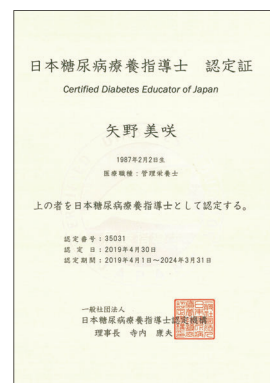 日本糖尿病療養指導士　認定証
Certified Diabetes Educator of Japan
矢野 美咲
1987年2月2日生
医療職種：管理栄養士
上の者を日本糖尿病療養指導士として認定する。
認定番号：35031
認 定 日：2019年4月30日
認定期間：2019年4月1日～2024年3月31日
一般社団法人
日本糖尿病療養指導士認定機構
理事長　寺内　康夫